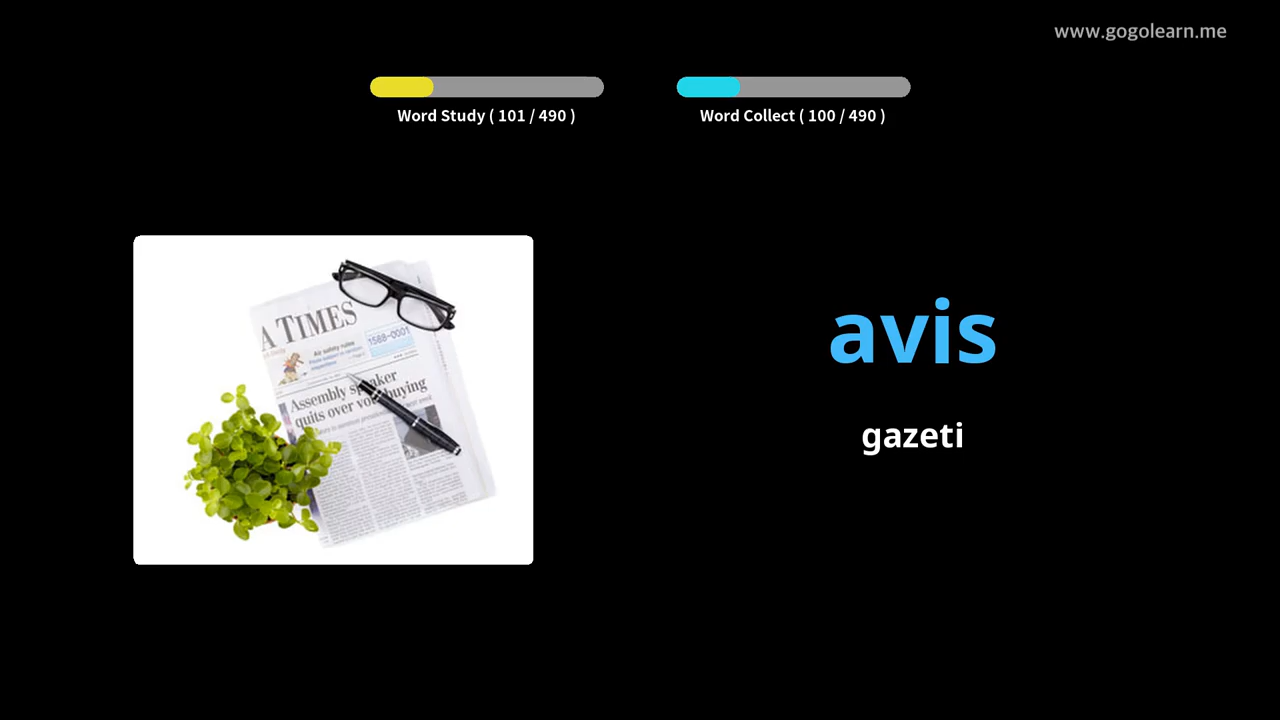 www.gogolearn.me
Word Study ( 101 / 490 )
Word Collect ( 100 / 490 )
A TIMES
Air safety rules
1588-0001
Assembly speaker
quits over vote buying
avis
gazeti